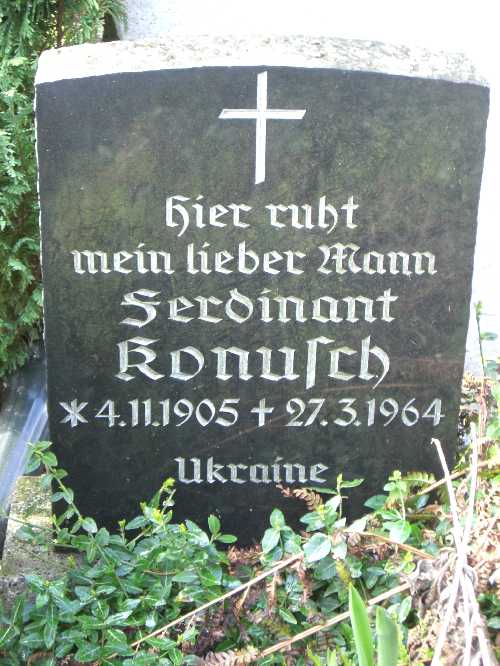 Hier ruht
mein lieber Mann
Ferdinant
Konuſch
* 4.11.1905 † 27.3.1964
Ukraine